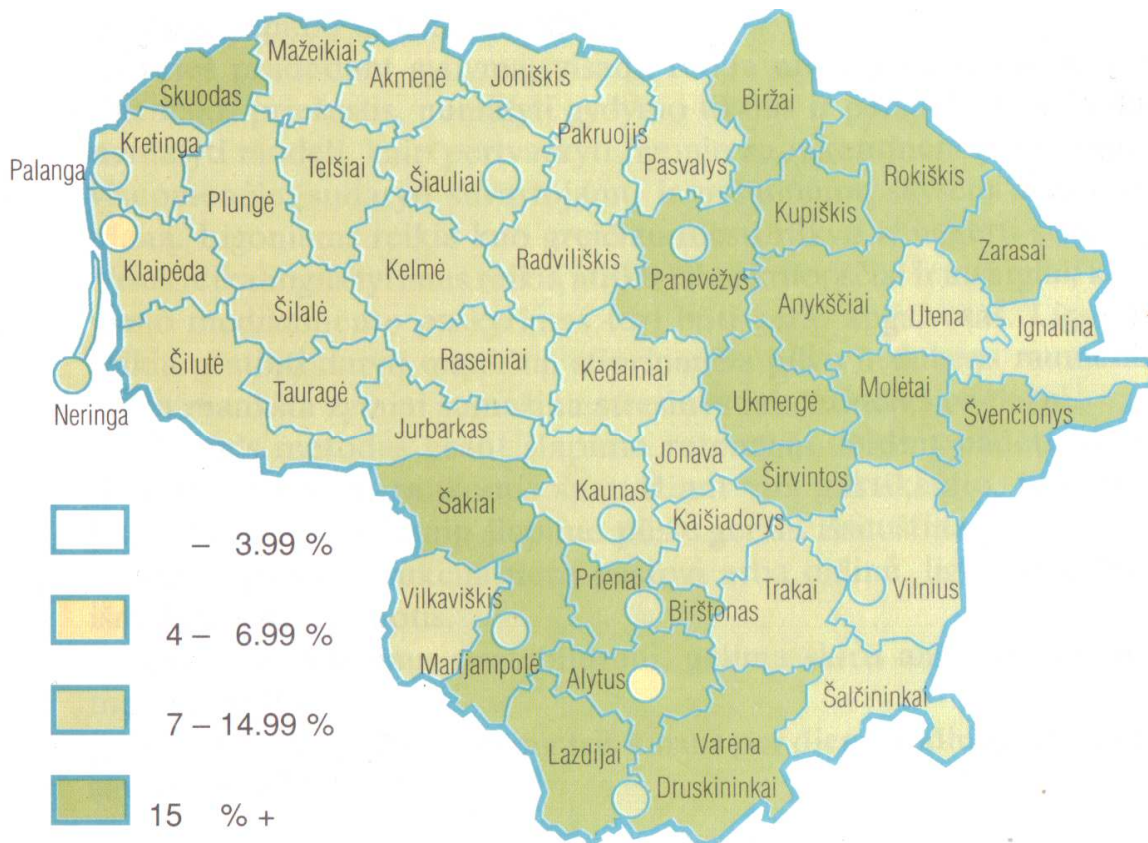 Mažeikiai
Akmenė
Joniškis
Skuodas
Biržai
Pakruojis
Kretinga
Palanga
Telšiai
Šiauliai
Pasvalys
Rokiškis
Plungė
Kupiškis
Zarasai
Klaipėda
Kelmė
Radviliškis
Panevėžys
Anykščiai
Šilalė
Utena
Ignalina
Šilutė
Raseiniai
Kėdainiai
Neringa
Tauragė
Ukmergė
Molėtai
Švenčionys
Jurbarkas
Jonava
Širvintos
Šakiai
Kaunas
Kaišiadorys
Prienai
Birštonas
Trakai
Vilnius
Vilkaviškis
Marijampolė
Alytus
Šalčininkai
Lazdijai
Varėna
Druskininkai
– 3.99 %
4 – 6.99 %
7 – 14.99 %
15 % +